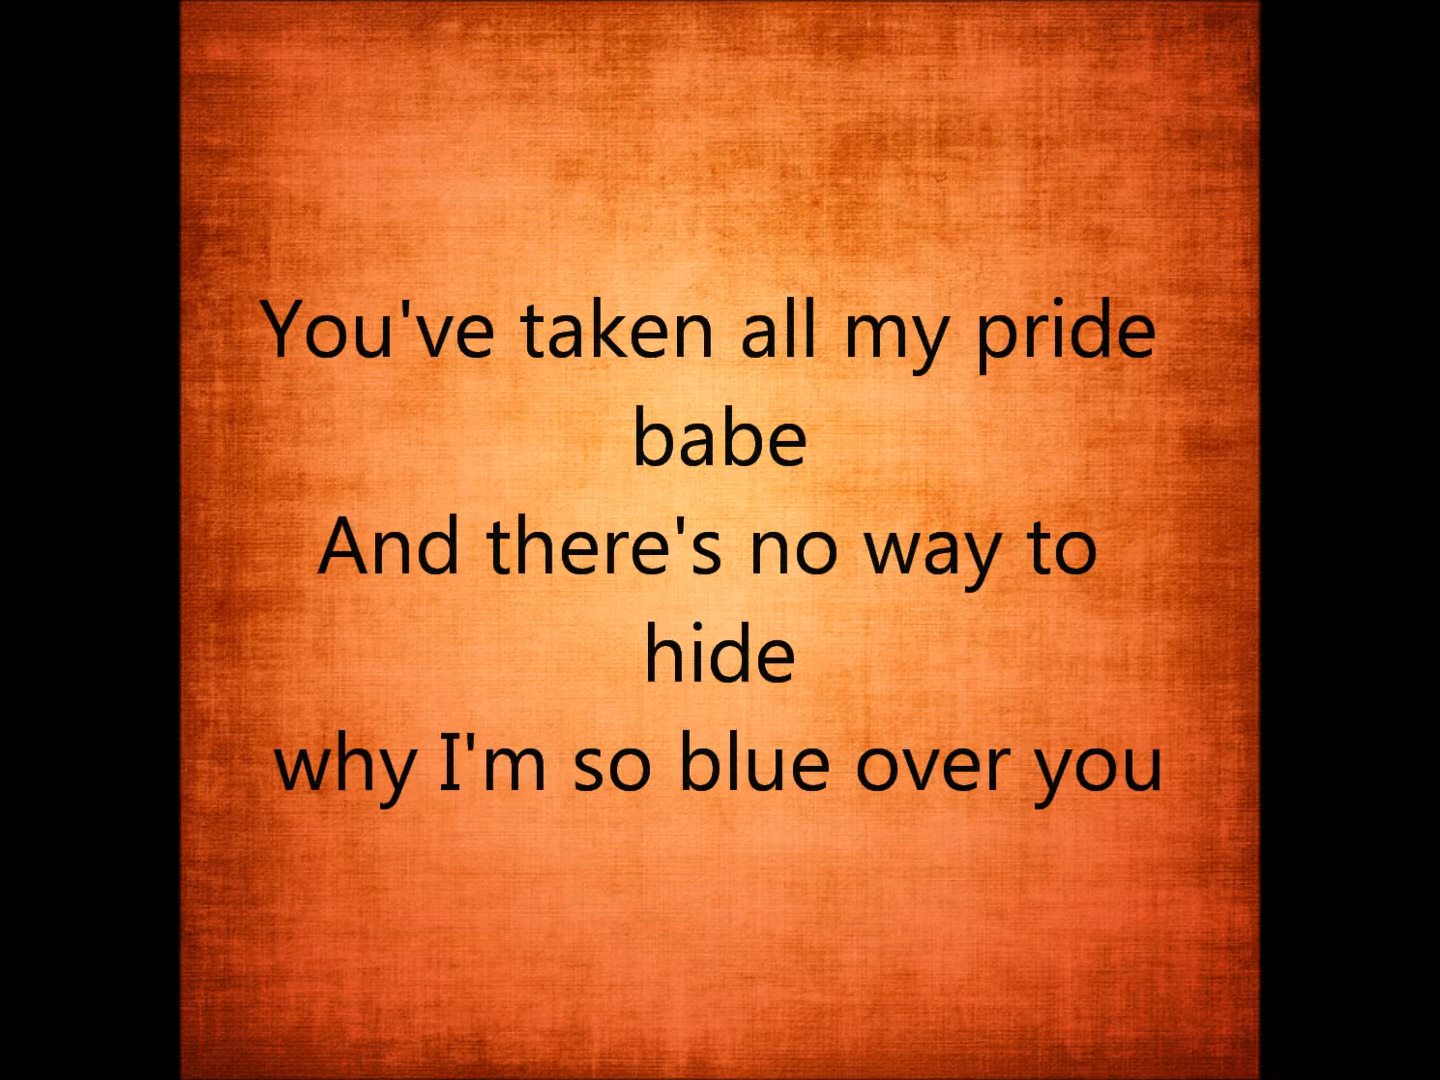 You've taken all my pride
babe
And there's no way to
hide
why I'm so blue over you